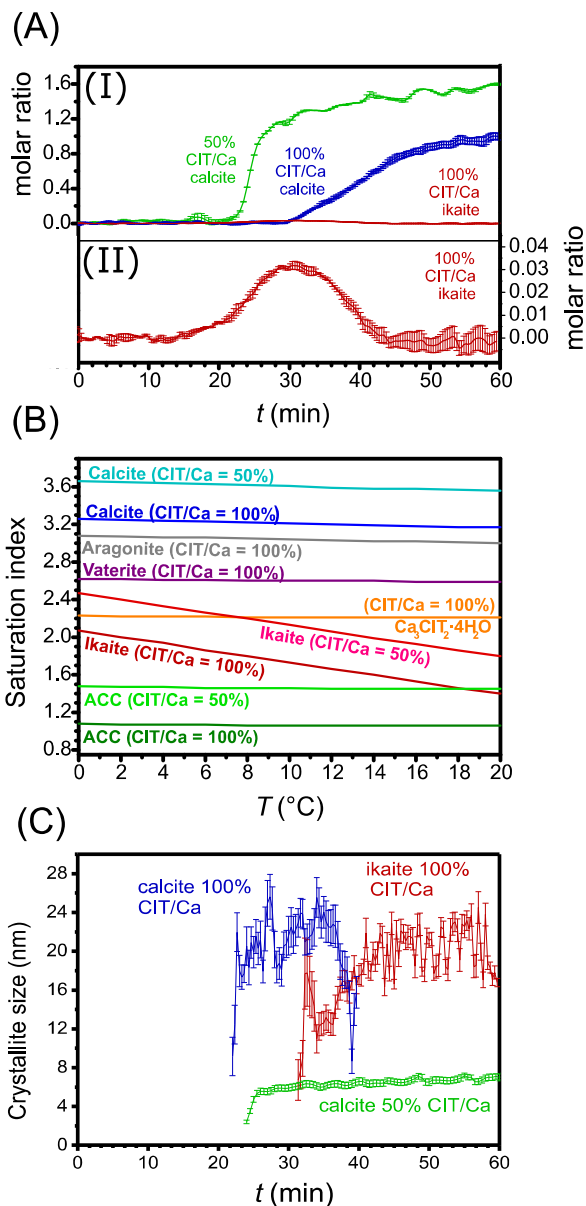 (A)
(I)
molar ratio
1.6
1.2
0.8
0.4
0.0
50%
CIT/Ca
calcite
100%
CIT/Ca
calcite
100%
CIT/Ca
ikaite
(II)
100%
CIT/Ca
ikaite
0.04
0.03
0.02
0.01
0.00
molar ratio
0 10 20 30 40 50 60
t (min)
(B)
Saturation index
3.6
3.2
2.8
2.4
2.0
1.6
1.2
0.8
Calcite (CIT/Ca = 50%)
Calcite (CIT/Ca = 100%)
Aragonite (CIT/Ca = 100%)
Vaterite (CIT/Ca = 100%)
(CIT/Ca = 100%)
Ca3CIT2·4H2O
Ikaite (CIT/Ca = 50%)
Ikaite (CIT/Ca = 100%)
ACC (CIT/Ca = 50%)
ACC (CIT/Ca = 100%)
0 2 4 6 8 10 12 14 16 18 20
T (°C)
(C)
Crystallite size (nm)
28
24
20
16
12
8
4
0
calcite 100%
CIT/Ca
ikaite 100%
CIT/Ca
calcite 50% CIT/Ca
0 10 20 30 40 50 60
t (min)